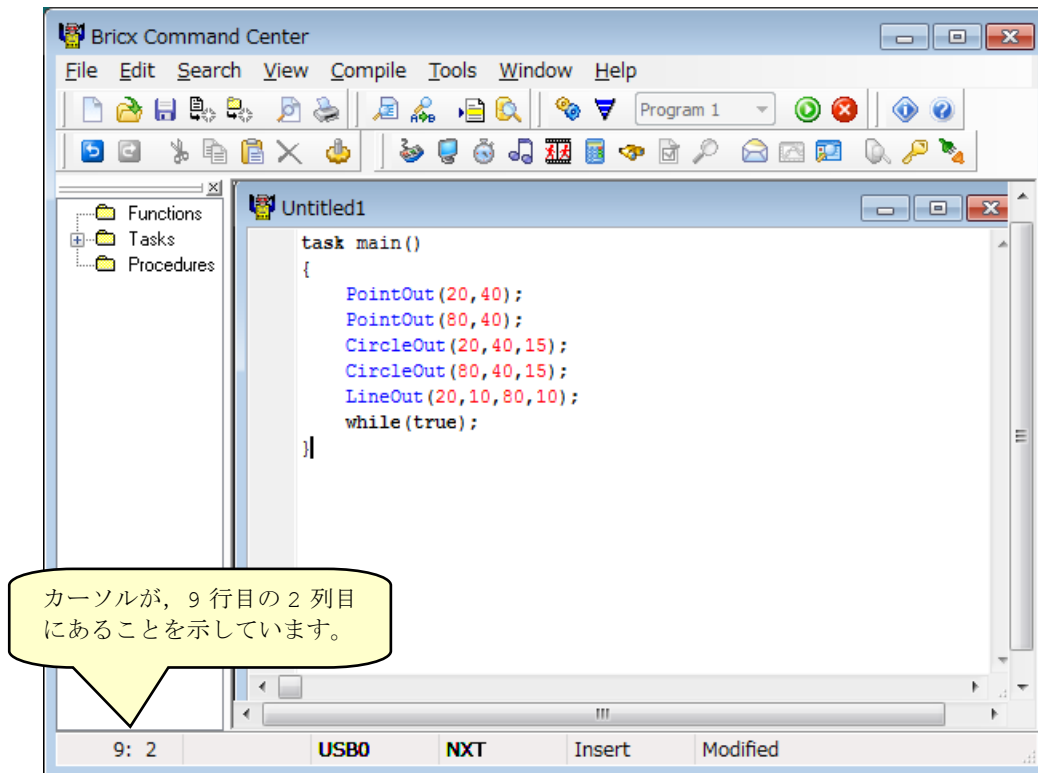 Bricx Command Center
File Edit Search View Compile Tools Window Help
Program 1
Functions
Tasks
Procedures
Untitled1
task main()
{
PointOut(20,40);
PointOut(80,40);
CircleOut(20,40,15);
CircleOut(80,40,15);
LineOut(20,10,80,10);
while(true);
}
カーソルが，9 行目の 2 列目
にあることを示しています。
9: 2 USB0 NXT Insert Modified